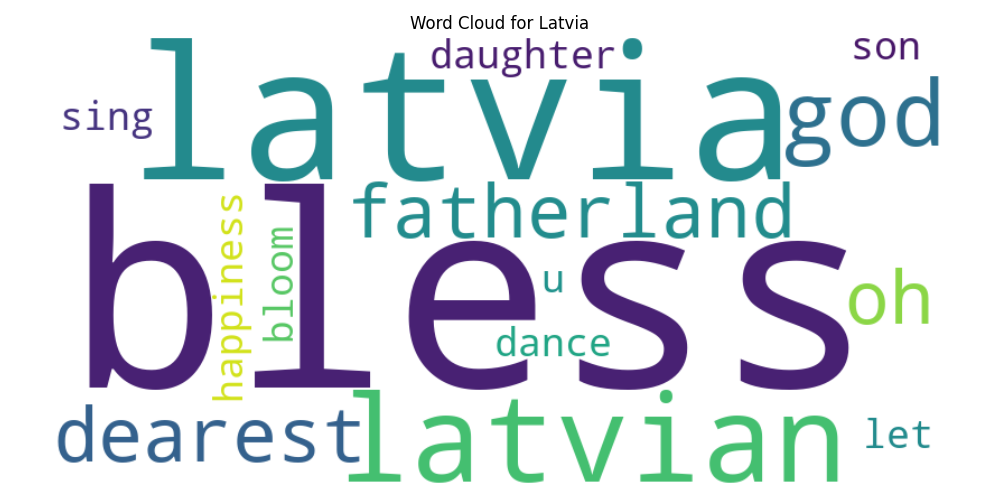 Word Cloud for Latvia
daughter
son
latvia
god
sing
fatherland
bless
happiness
bloom
u
oh
dance
dearest
latvian
let